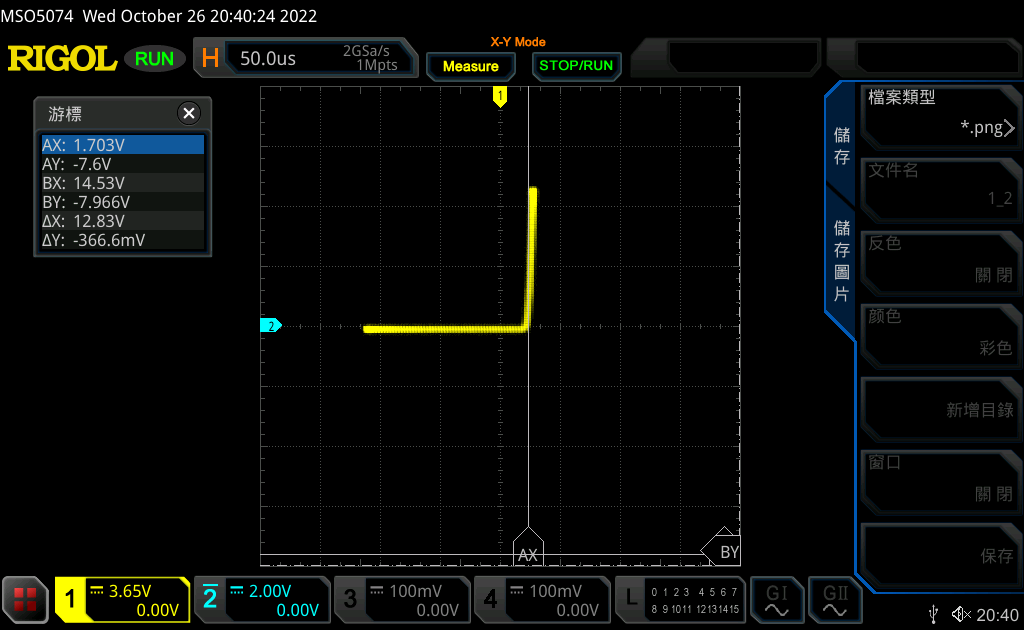 MSO5074 Wed October 26 20:40:24 2022
RIGOL
RUN
H
50.0us
2GSa/s
1Mpts
X-Y Mode
Measure
STOP/RUN
游標
AX: 1.703V
AY: -7.6V
BX: 14.53V
BY: -7.966V
ΔX: 12.83V
ΔY: -366.6mV
1
2
AX
BY
儲存
儲存圖片
檔案類型
*.png
文件名
1_2
反色
關閉
颜色
彩色
新增目錄
窗口
關閉
保存
1
3.65V
0.00V
2
2.00V
0.00V
3
100mV
0.00V
4
100mV
0.00V
L
0 1 2 3 4 5 6 7
8 9 10 11 12 13 14 15
GI
GII
20:40